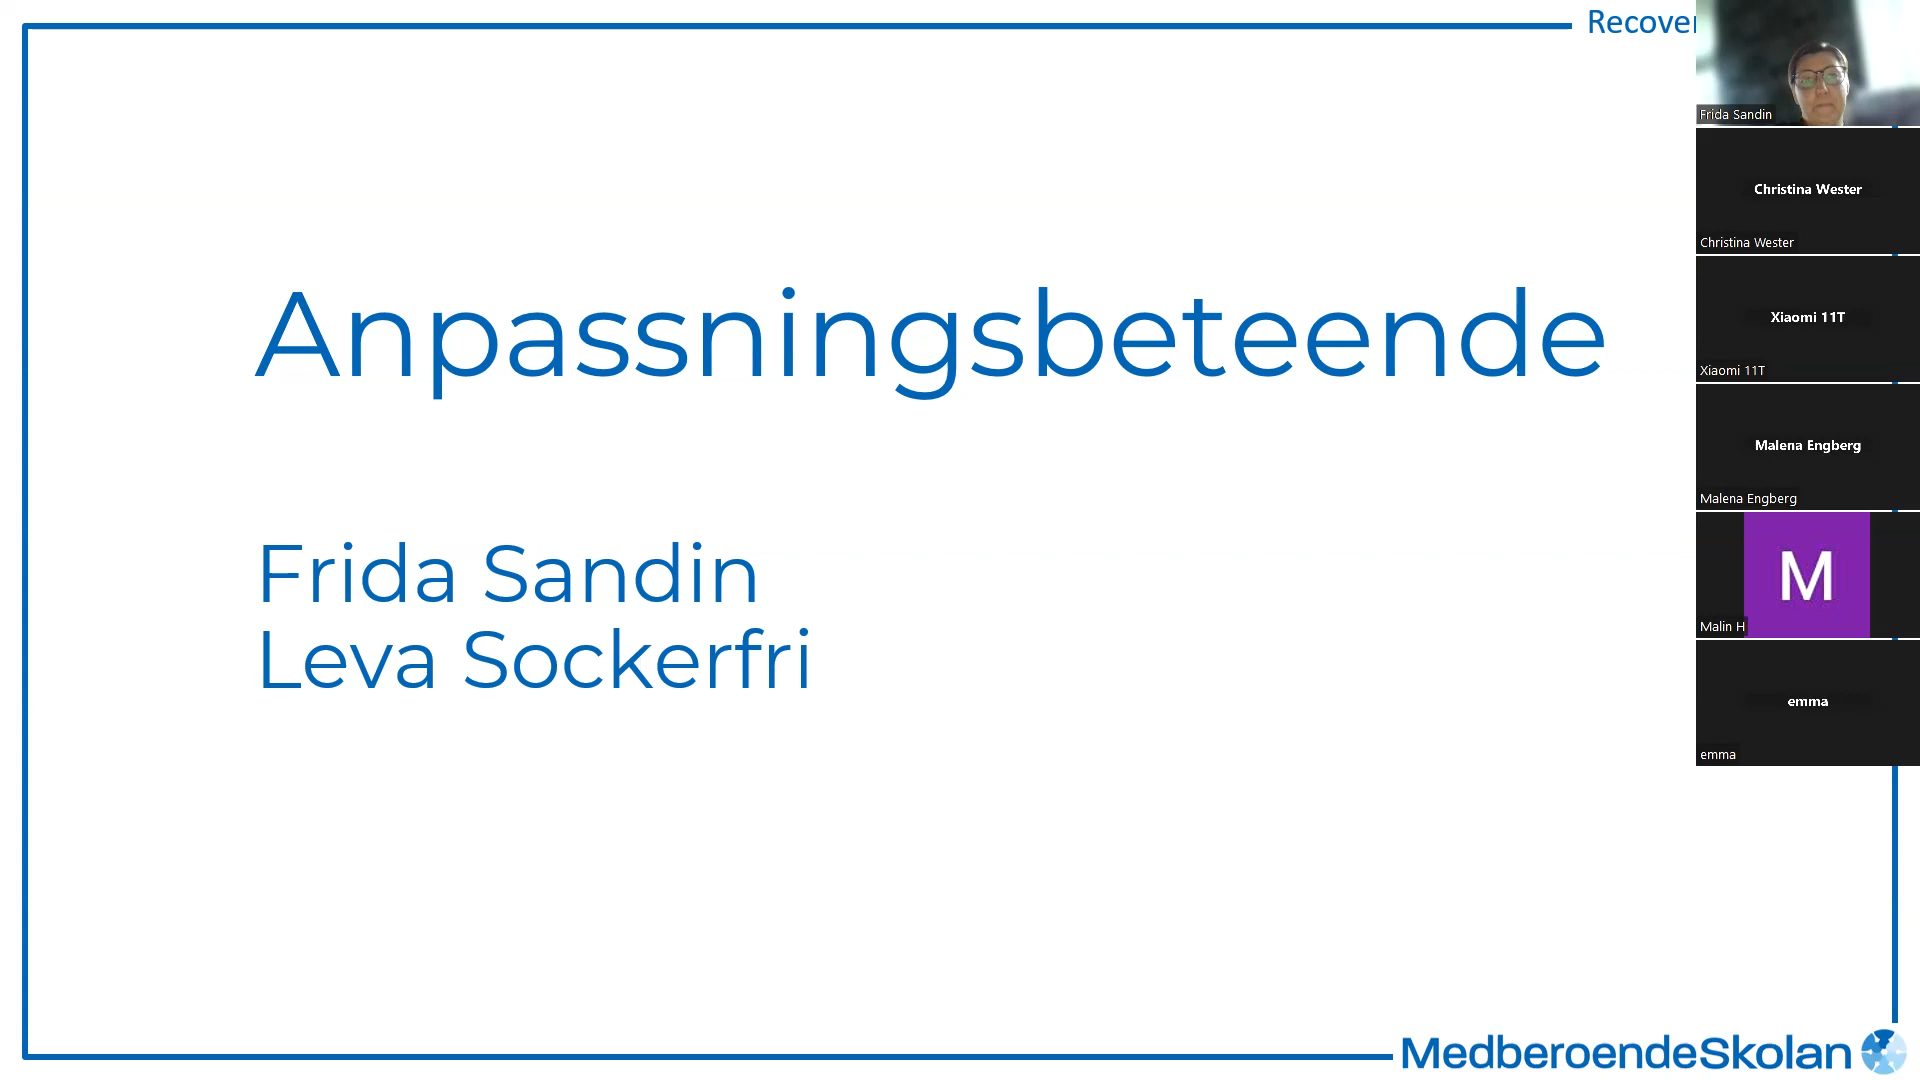 Recover
Anpassningsbeteende
Frida Sandin
Leva Sockerfri
MedberoendeSkolan
Frida Sandin
Christina Wester
Christina Wester
Xiaomi 11T
Xiaomi 11T
Malena Engberg
Malena Engberg
M
Malin H
emma
emma